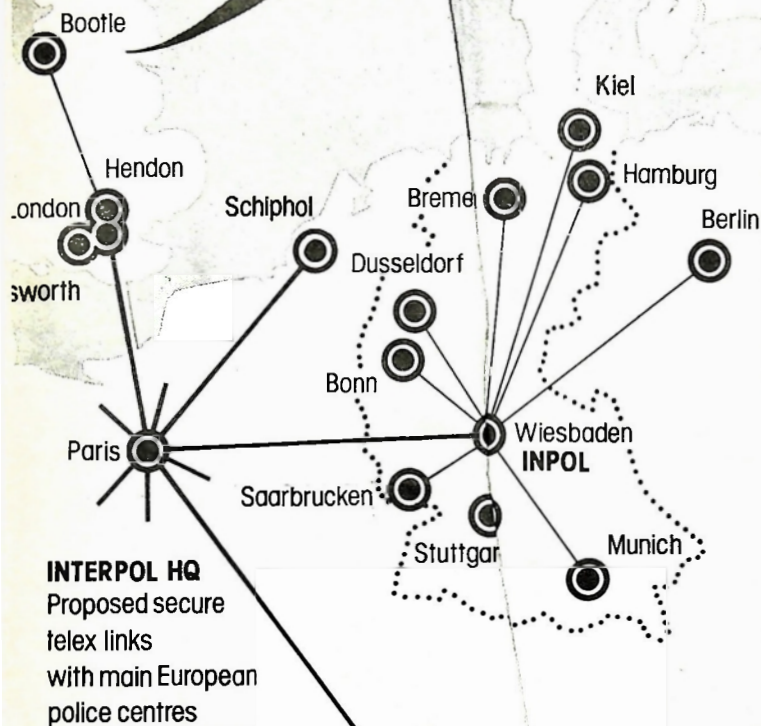 Bootle
Kiel
Hendon
Hamburg
London
Schiphol
Breme
Berlin
Dusseldorf
sworth
Bonn
Wiesbaden
INPOL
Paris
Saarbrucken
Stuttgar
Munich
INTERPOL HQ
Proposed secure
telex links
with main European
police centres